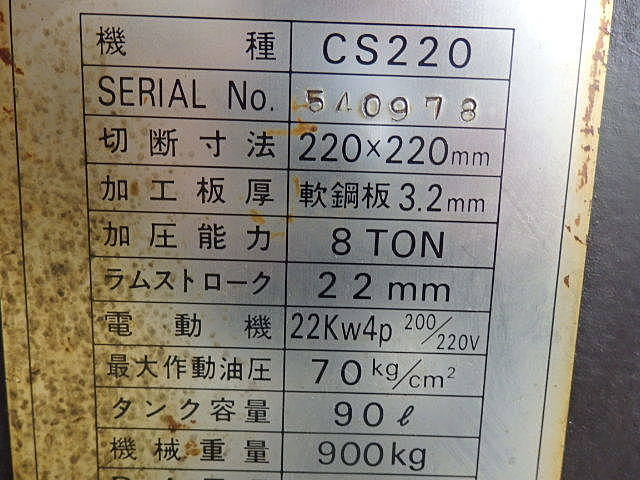 機種 CS220
SERIAL No. 540978
切断寸法 220×220mm
加工板厚 軟鋼板 3.2mm
加圧能力 8 TON
ラムストローク 22mm
電動機 22Kw4p 200/220V
最大作動油圧 70kg/cm²
タンク容量 90ℓ
機械重量 900kg